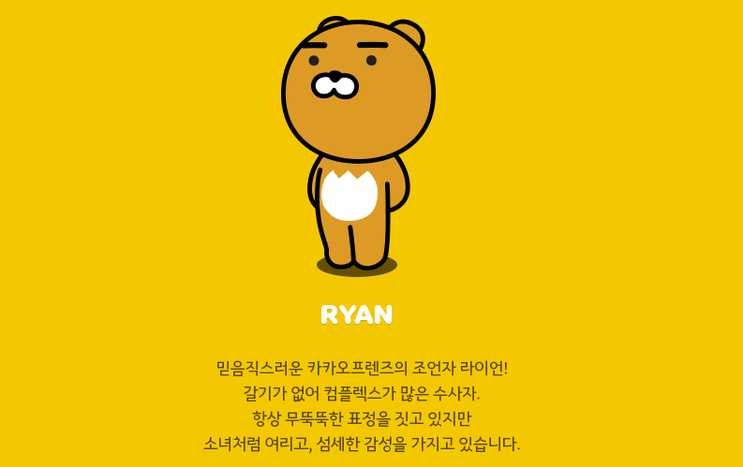 RYAN
믿음직스러운 카카오프렌즈의 조언자 라이언!
갈기가 없어 컴플렉스가 많은 수사자.
항상 무뚝뚝한 표정을 짓고 있지만
소녀처럼 여리고, 섬세한 감성을 가지고 있습니다.